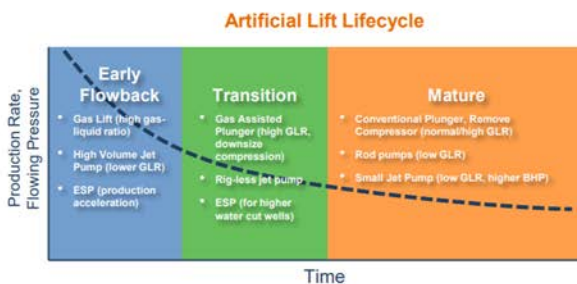 Artificial Lift Lifecycle
Production Rate,
Flowing Pressure
Early
Flowback
• Gas Lift (high gas-
liquid ratio)
• High Volume Jet
Pump (lower GLR)
• ESP (production
acceleration)
Transition
• Gas Assisted
Plunger (high GLR,
downsize
compression)
• Rig-less jet pump
• ESP (for higher
water cut wells)
Mature
• Conventional Plunger, Remove
Compressor (normal/high GLR)
• Rod pumps (low GLR)
• Small Jet Pump (low GLR, higher BHP)
Time